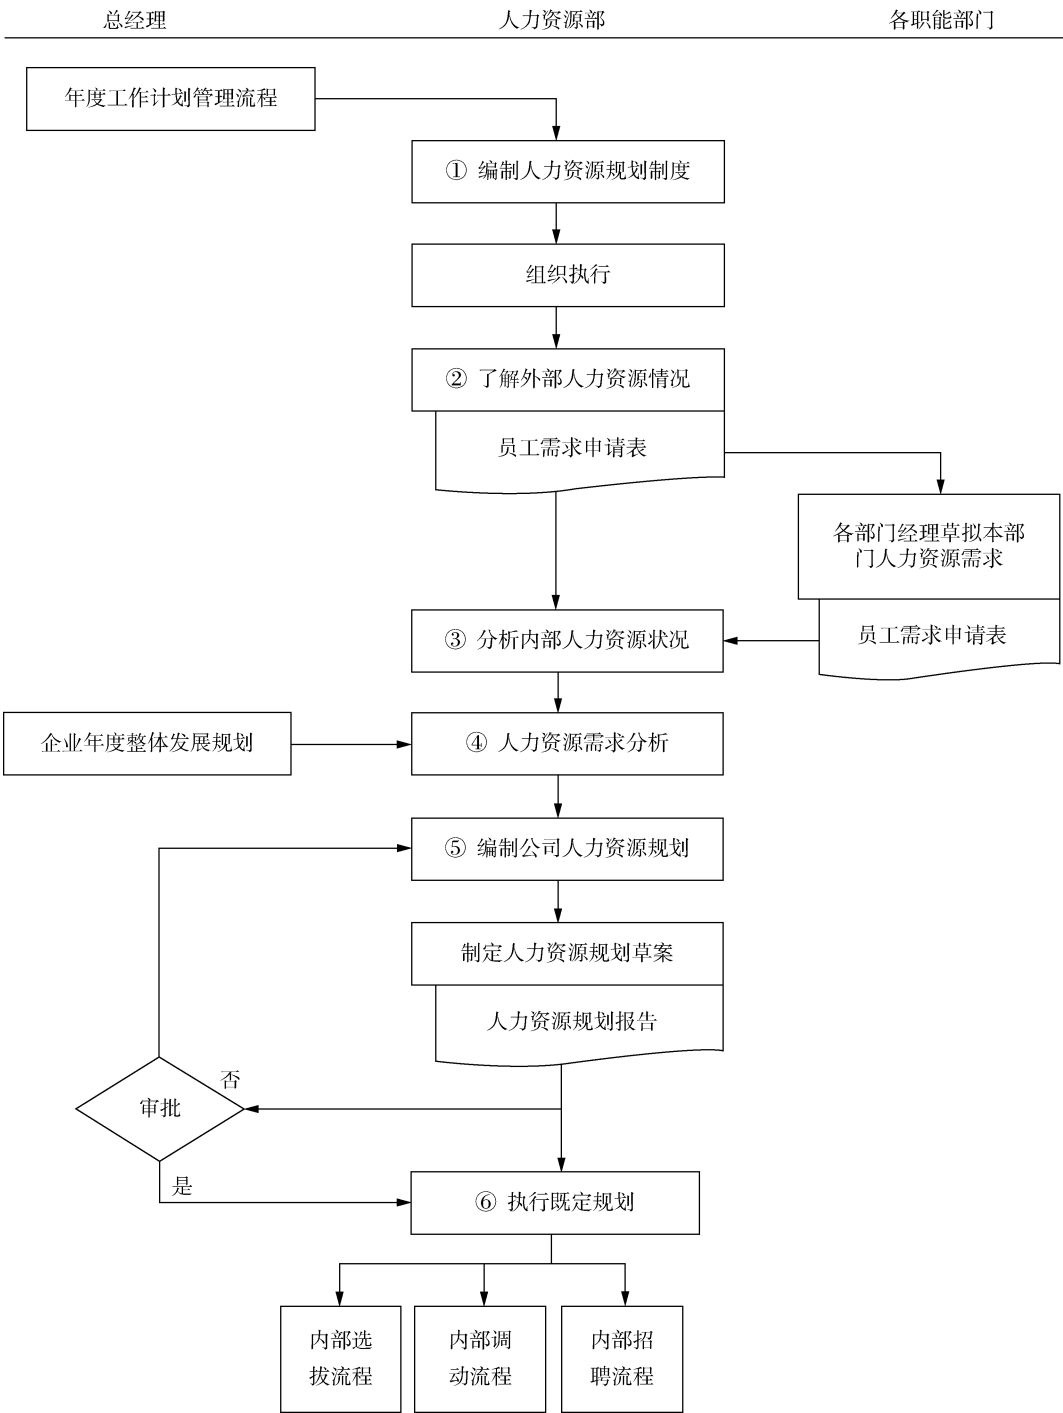 总经理
人力资源部
各职能部门
年度工作计划管理流程
① 编制人力资源规划制度
组织执行
② 了解外部人力资源情况
员工需求申请表
各部门经理草拟本部
门人力资源需求
员工需求申请表
③ 分析内部人力资源状况
企业年度整体发展规划
④ 人力资源需求分析
⑤ 编制公司人力资源规划
制定人力资源规划草案
人力资源规划报告
否
审批
是
⑥ 执行既定规划
内部选
拔流程
内部调
动流程
内部招
聘流程